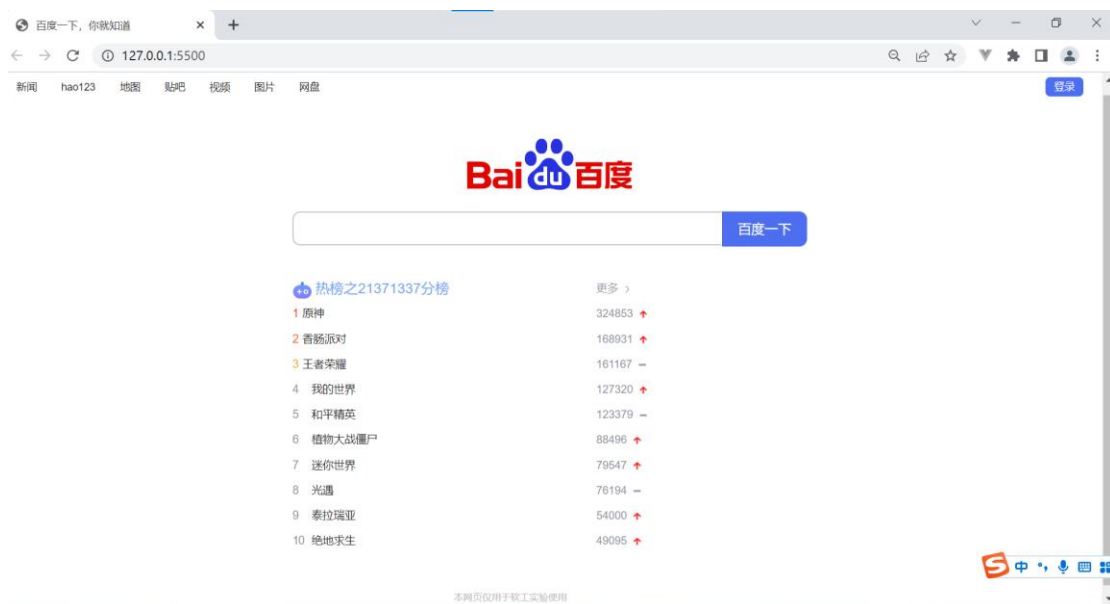 百度一下，你就知道
127.0.0.1:5500
新闻 hao123 地图 贴吧 视频 图片 网盘 登录
Bai du 百度
百度一下
热榜之21371337分榜 更多 >
1 原神 324853
2 香肠派对 168931
3 王者荣耀 161167
4 我的世界 127320
5 和平精英 123379
6 植物大战僵尸 88496
7 迷你世界 79547
8 光遇 76194
9 泰拉瑞亚 54000
10 绝地求生 49095
中
本网页仅用于软工实验使用